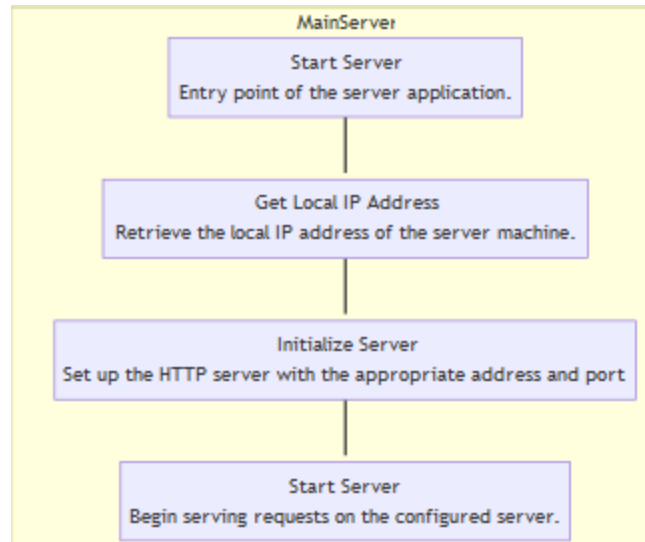 MainServer
Start Server
Entry point of the server application.
Get Local IP Address
Retrieve the local IP address of the server machine.
Initialize Server
Set up the HTTP server with the appropriate address and port
Start Server
Begin serving requests on the configured server.